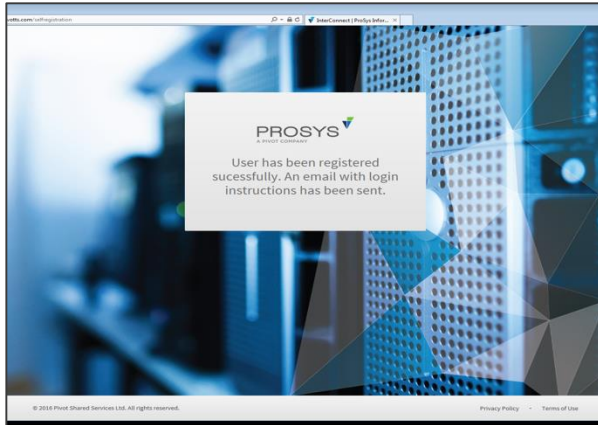 /selfregistration
InterConnect | ProSys Infor...
PROSYS
A PIVOT COMPANY
User has been registered
sucessfully. An email with login
instructions has been sent.
© 2016 Pivot Shared Services Ltd. All rights reserved.
Privacy Policy · Terms of Use